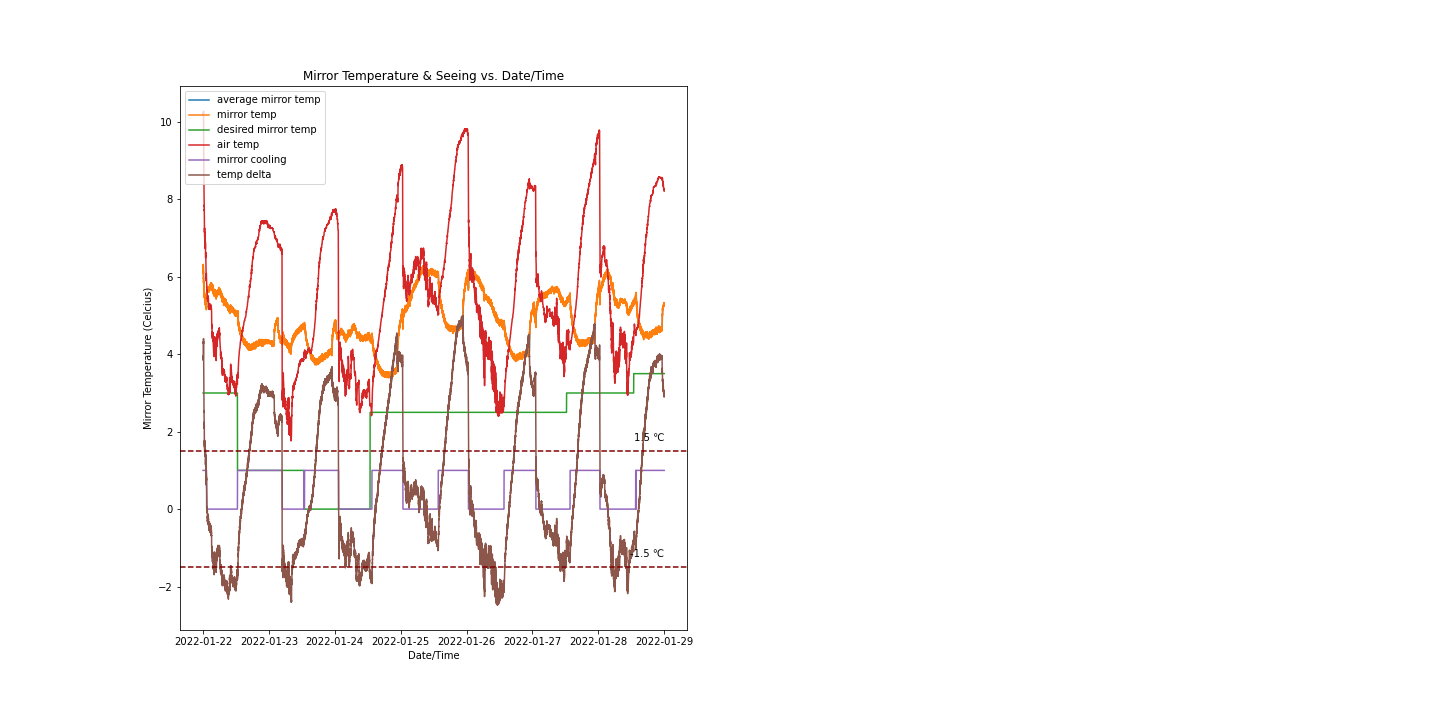 Mirror Temperature & Seeing vs. Date/Time
average mirror temp
mirror temp
desired mirror temp
air temp
mirror cooling
temp delta
10
8
6
4
2
0
−2
Mirror Temperature (Celcius)
1.5 °C
-1.5 °C
2022-01-22 2022-01-23 2022-01-24 2022-01-25 2022-01-26 2022-01-27 2022-01-28 2022-01-29
Date/Time